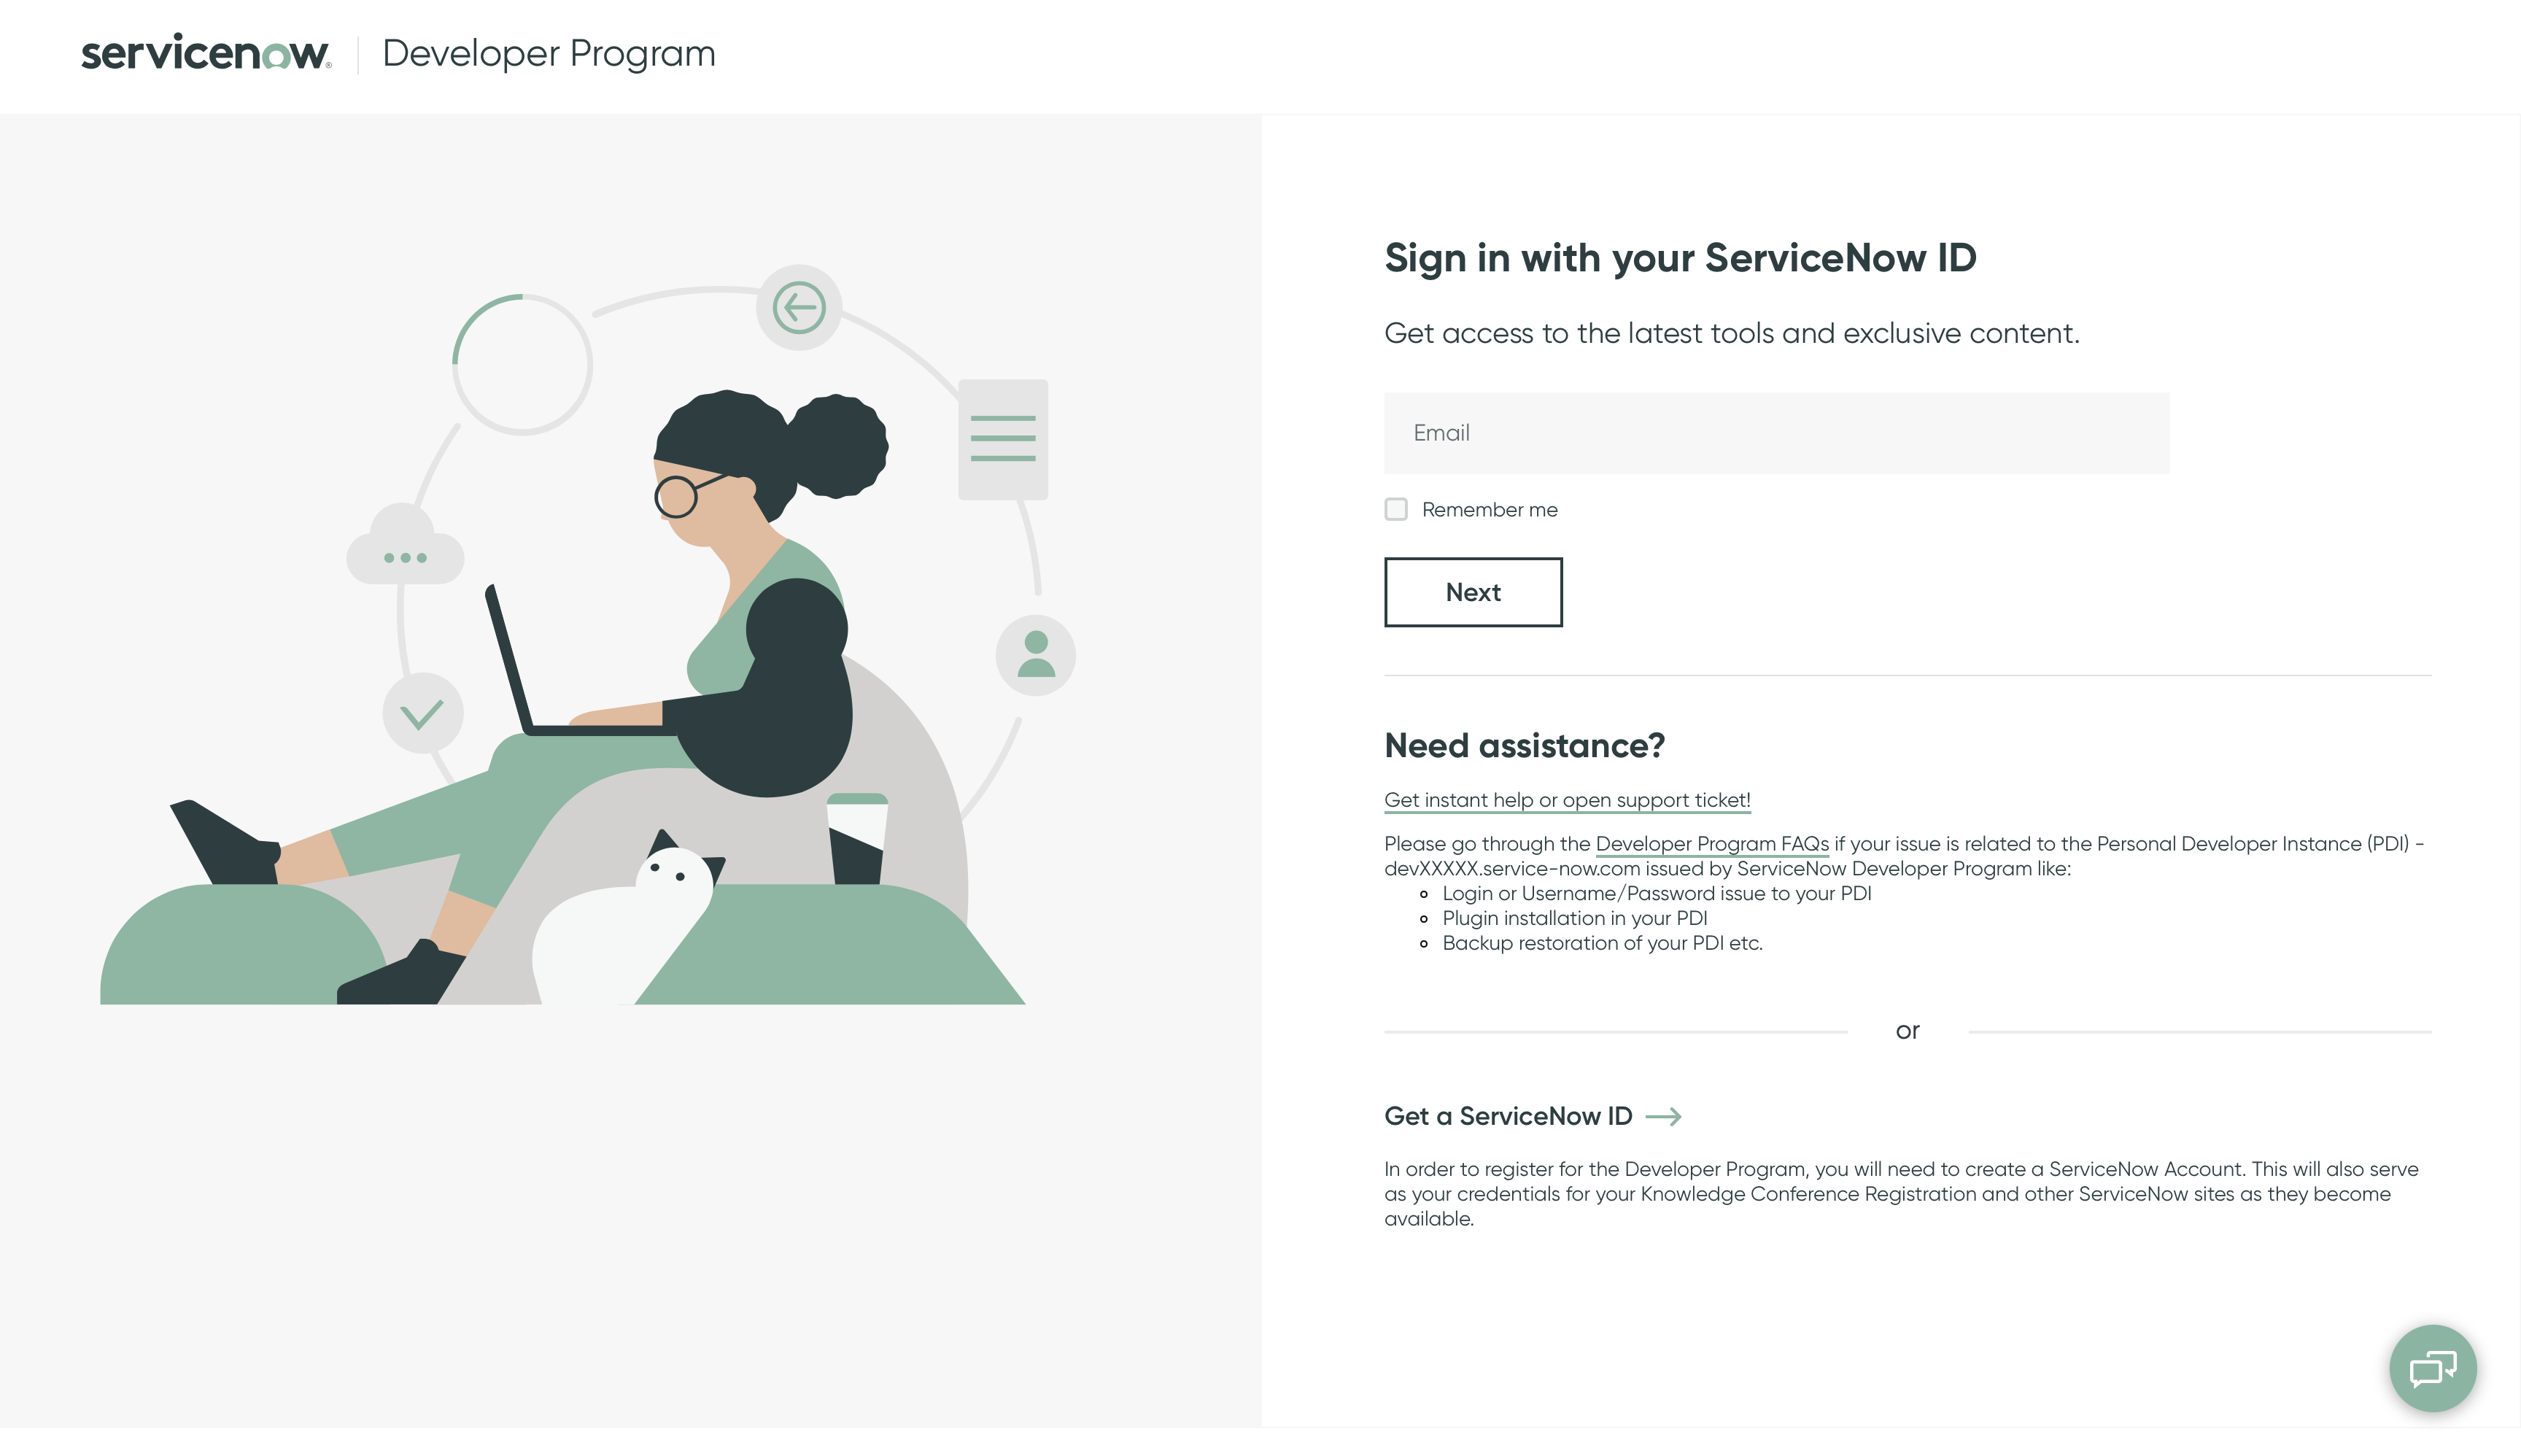 servicenow® Developer Program
Sign in with your ServiceNow ID
Get access to the latest tools and exclusive content.
Email
Remember me
Next
Need assistance?
Get instant help or open support ticket!
Please go through the Developer Program FAQs if your issue is related to the Personal Developer Instance (PDI) -
devXXXXX.service-now.com issued by ServiceNow Developer Program like:
Login or Username/Password issue to your PDI
Plugin installation in your PDI
Backup restoration of your PDI etc.
or
Get a ServiceNow ID
In order to register for the Developer Program, you will need to create a ServiceNow Account. This will also serve
as your credentials for your Knowledge Conference Registration and other ServiceNow sites as they become
available.